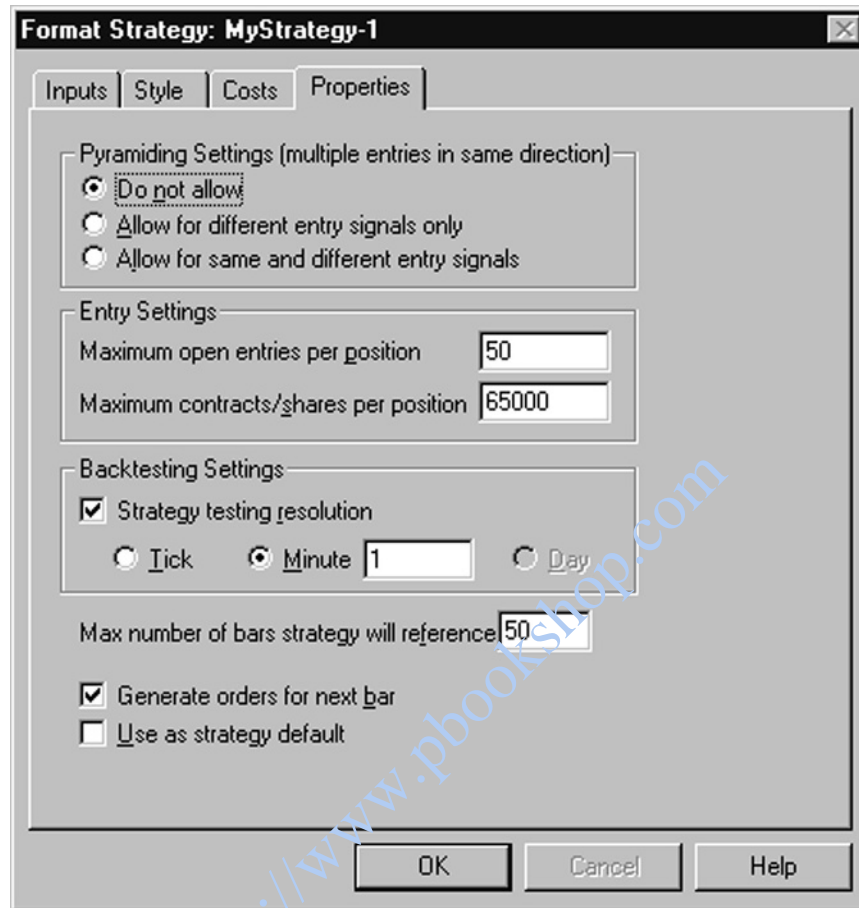 Format Strategy: MyStrategy-1
Inputs Style Costs Properties
Pyramiding Settings (multiple entries in same direction)
Do not allow
Allow for different entry signals only
Allow for same and different entry signals
Entry Settings
Maximum open entries per position 50
Maximum contracts/shares per position 65000
Backtesting Settings
Strategy testing resolution
Tick Minute 1 Day
Max number of bars strategy will reference 50
Generate orders for next bar
Use as strategy default
OK Cancel Help
://www.pbookshop.com